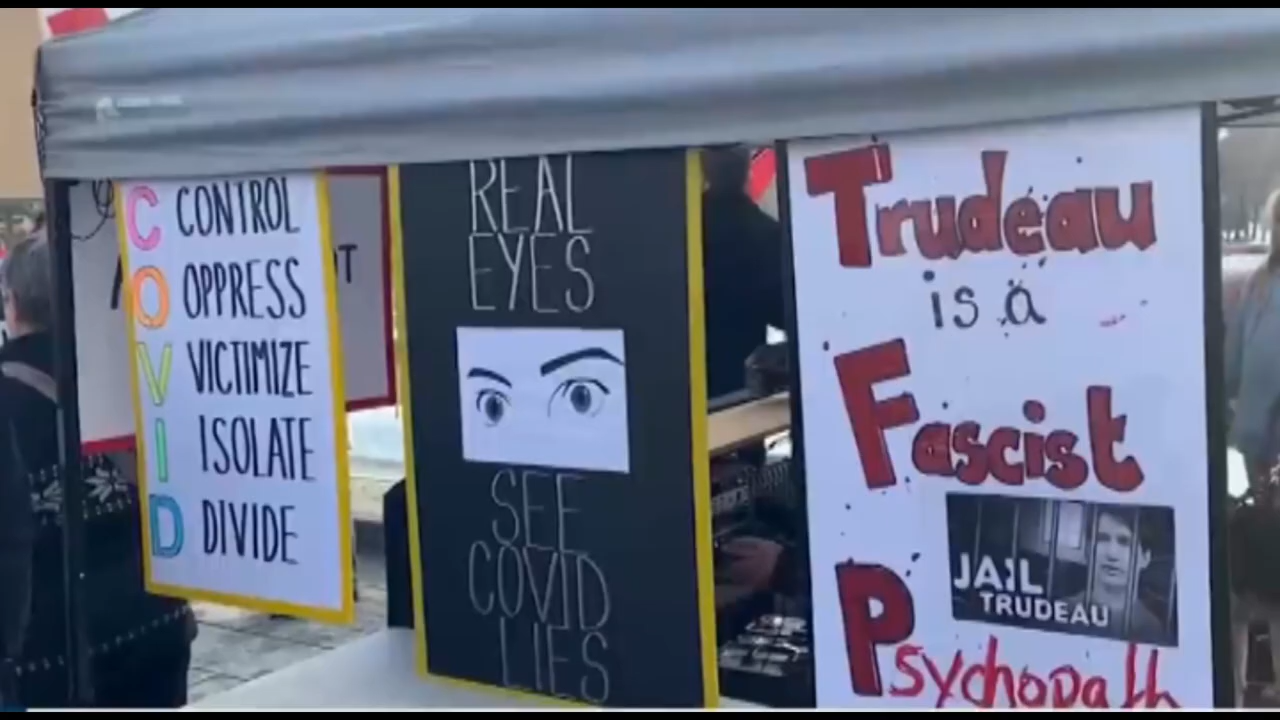 C CONTROL
O OPPRESS
V VICTIMIZE
I ISOLATE
D DIVIDE
REAL
EYES
SEE
COVID
LIES
Trudeau
is a
Fascist
JAIL
TRUDEAU
Psychopath